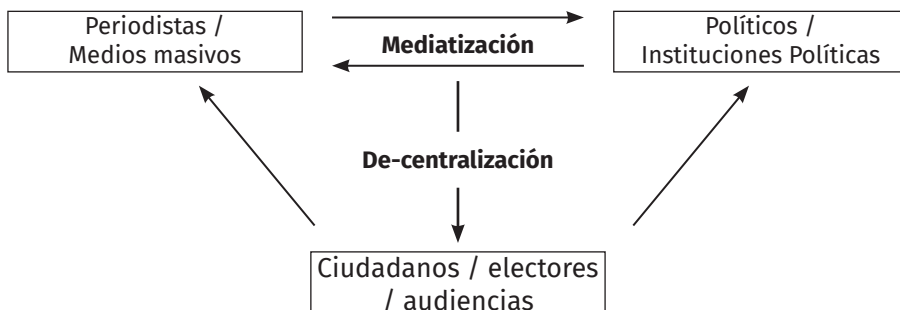 Periodistas /
Medios masivos
Mediatización
Políticos /
Instituciones Políticas
De-centralización
Ciudadanos / electores
/ audiencias